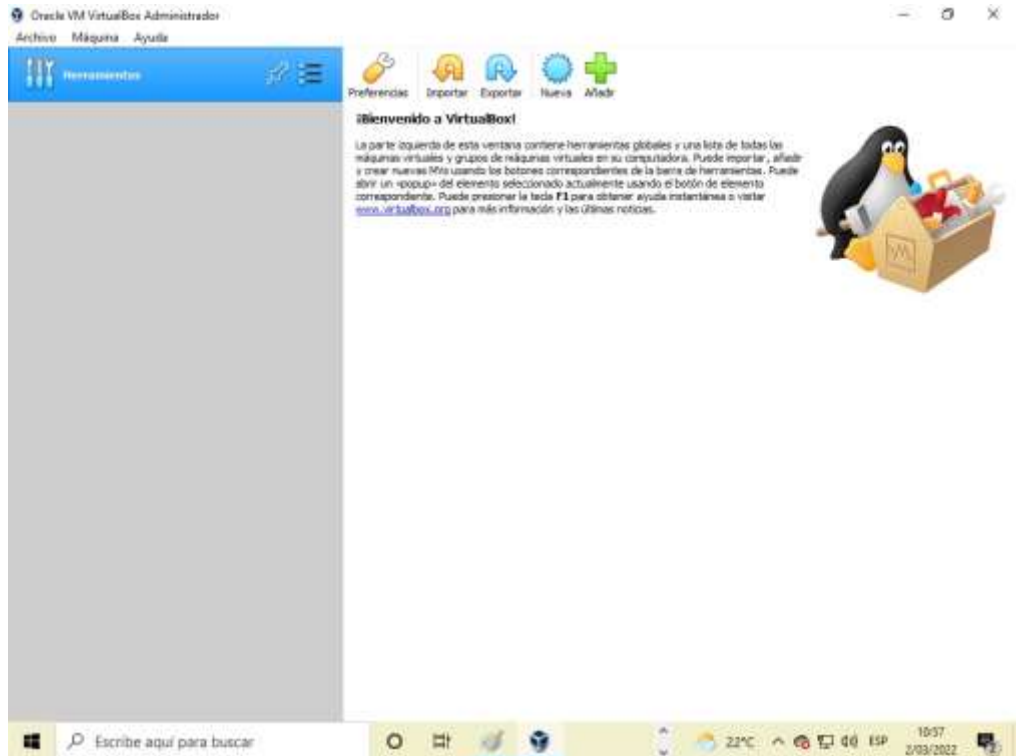 Oracle VM VirtualBox Administrador
Archivo Máquina Ayuda
Herramientas
Preferencias Importar Exportar Nueva Añadir
¡Bienvenido a VirtualBox!
La parte izquierda de esta ventana contiene herramientas globales y una lista de todas las
máquinas virtuales y grupos de máquinas virtuales en su computadora. Puede importar, añadir
y crear nuevas MVs usando los botones correspondientes de la barra de herramientas. Puede
abrir un «popup» del elemento seleccionado actualmente usando el botón de elemento
correspondiente. Puede presionar la tecla F1 para obtener ayuda instantánea o visitar
www.virtualbox.org para más información y las últimas noticias.
VM
Escribe aquí para buscar
22°C ESP
10:57
2/03/2022